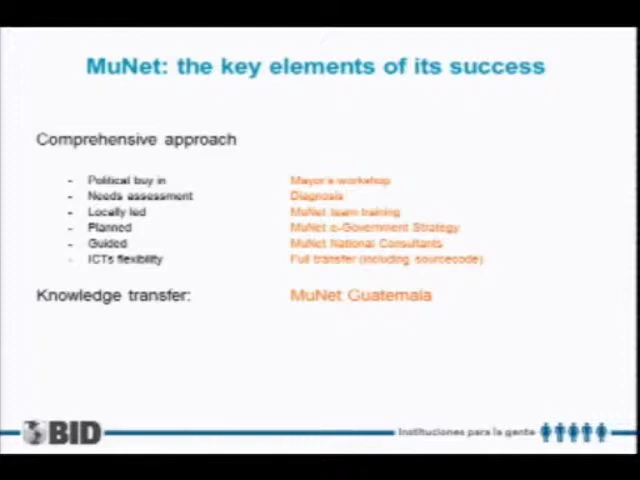 MuNet: the key elements of its success
Comprehensive approach
- Political buy in Mayor's workshop
- Needs assessment Diagnosis
- Locally led MuNet team training
- Planned MuNet e-Government Strategy
- Guided MuNet National Consultants
- ICTs flexibility Full transfer (including sourcecode)
Knowledge transfer: MuNet Guatemala
BID Instituciones para la gente